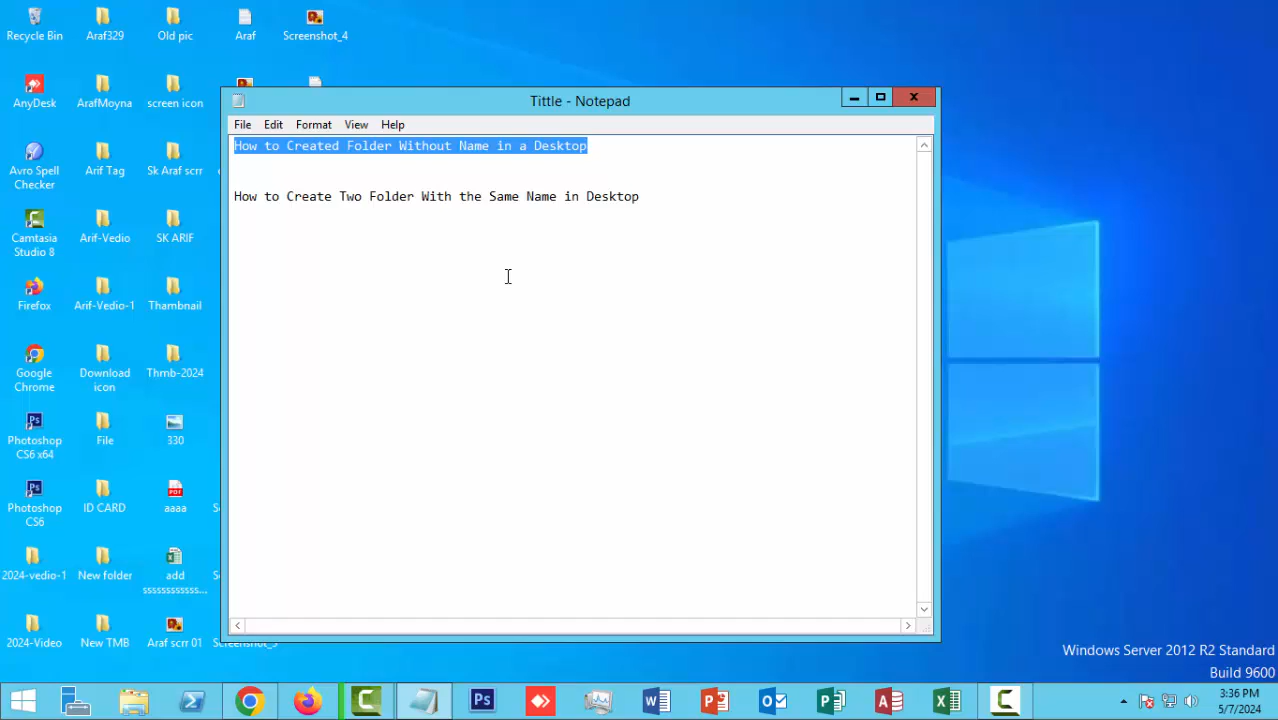 Recycle Bin
Araf329
Old pic
Araf
Screenshot_4
AnyDesk
ArafMoyna
screen icon
Avro Spell
Checker
Arif Tag
Sk Araf scrr
Camtasia
Studio 8
Arif-Vedio
SK ARIF
Firefox
Arif-Vedio-1
Thambnail
Google
Chrome
Download
icon
Thmb-2024
Photoshop
CS6 x64
File
330
Photoshop
CS6
ID CARD
aaaa
2024-vedio-1
New folder
add
ssssssssssss...
2024-Video
New TMB
Araf scrr 01
Tittle - Notepad
File Edit Format View Help
How to Created Folder Without Name in a Desktop
How to Create Two Folder With the Same Name in Desktop
Windows Server 2012 R2 Standard
Build 9600
3:36 PM
5/7/2024